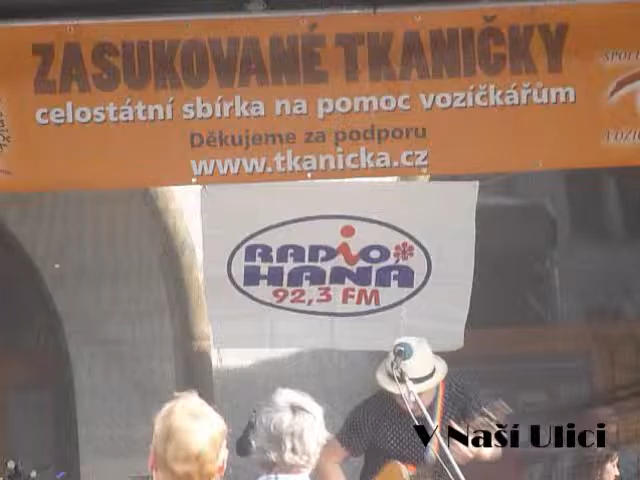 ZASUKOVANÉ TKANIČKY
celostátní sbírka na pomoc vozíčkářům
Děkujeme za podporu
www.tkanicka.cz
RADIO
HANÁ
92,3 FM
V Naší Ulici